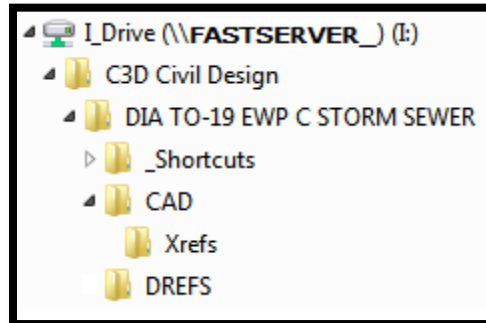 I_Drive (\\FASTSERVER_) (I:)
C3D Civil Design
DIA TO-19 EWP C STORM SEWER
_Shortcuts
CAD
Xrefs
DREFS